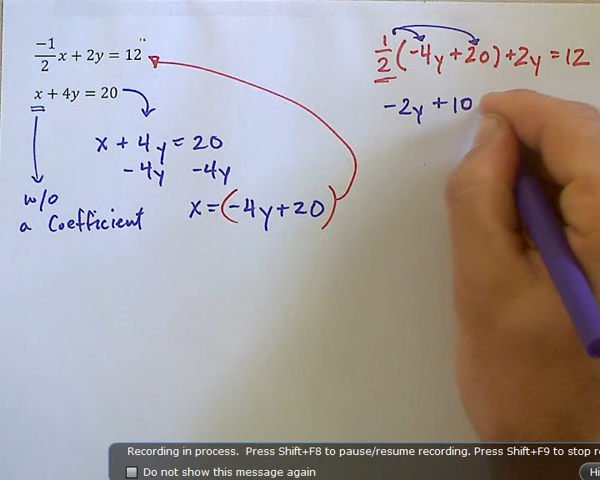 -1/2 x + 2y = 12
x + 4y = 20
x + 4y = 20
-4y -4y
x = (-4y + 20)
w/o
a Coefficient
1/2 (-4y + 20) + 2y = 12
-2y + 10
Recording in process. Press Shift+F8 to pause/resume recording. Press Shift+F9 to stop
Do not show this message again